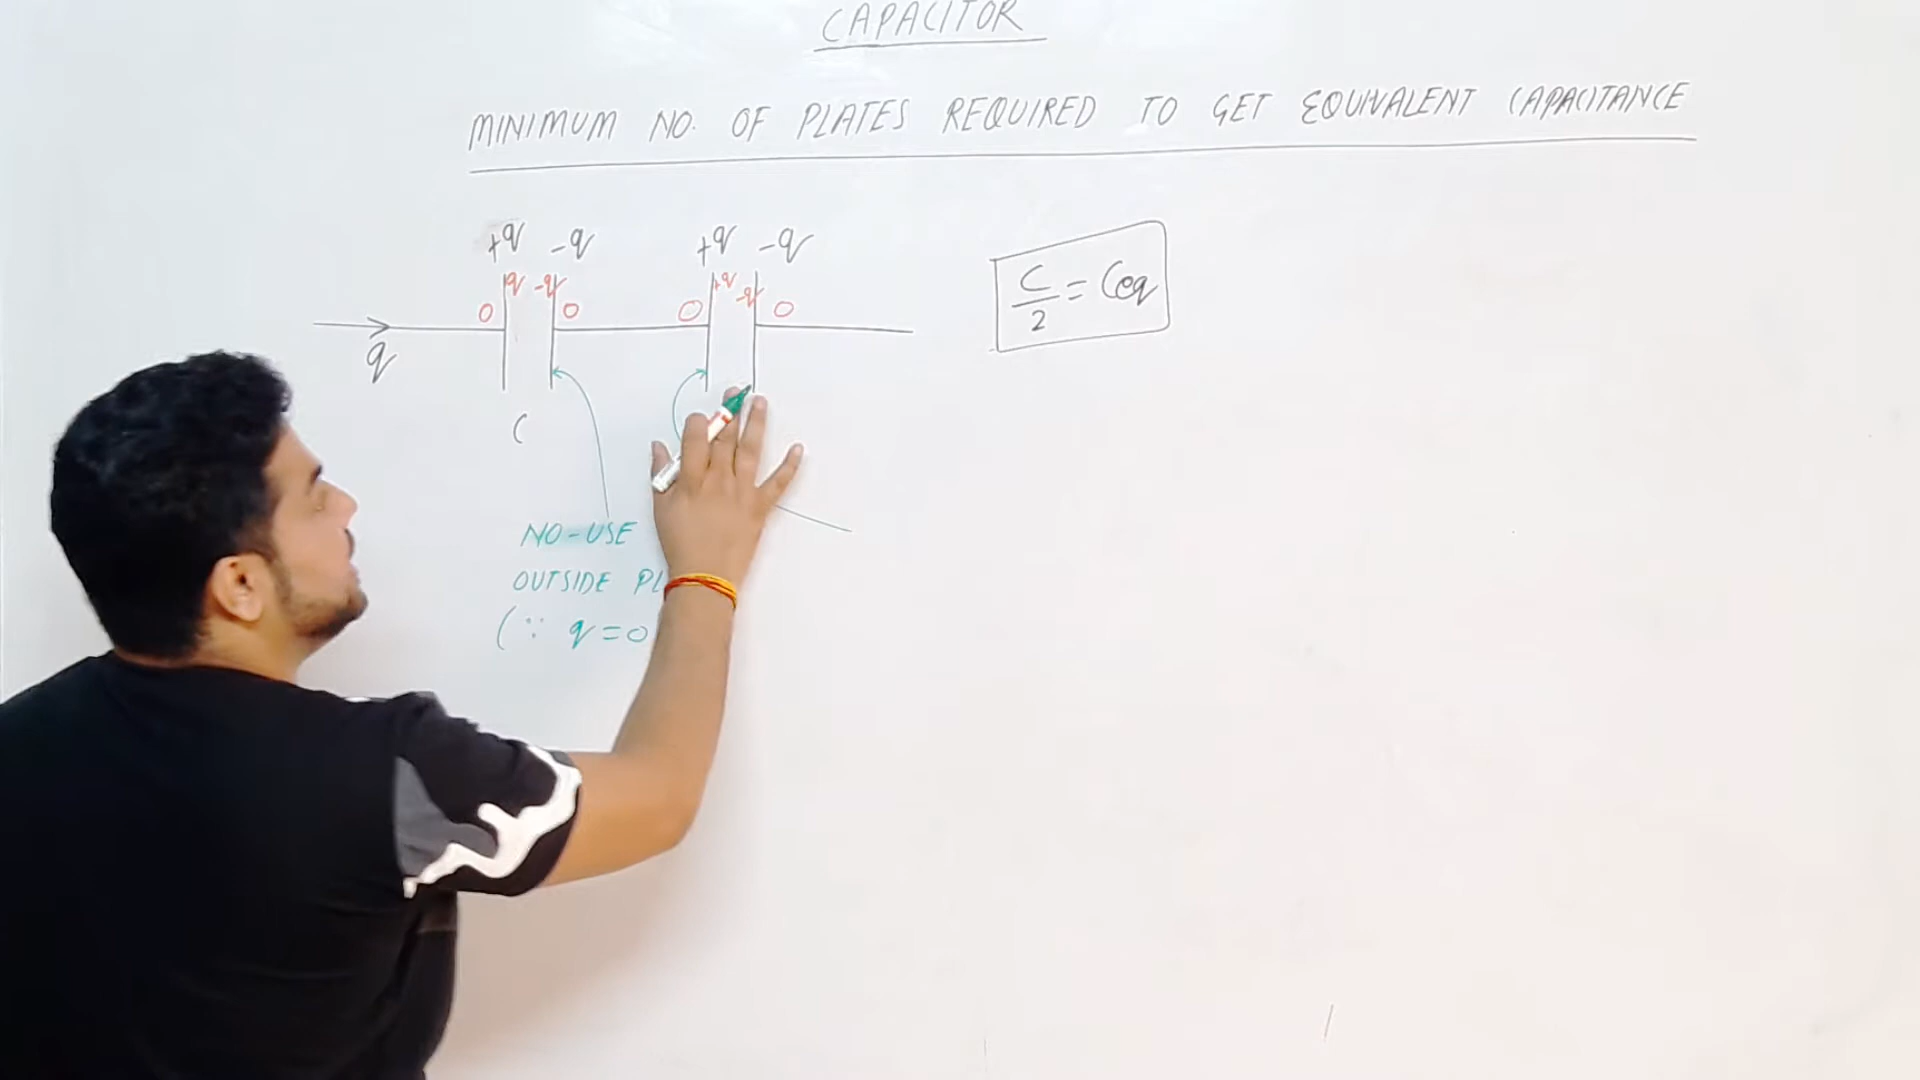 CAPACITOR
MINIMUM NO. OF PLATES REQUIRED TO GET EQUIVALENT CAPACITANCE
+q -q +q -q
q -q +q -q
0 0 0 0
q
C
C/2 = Ceq
NO-USE
OUTSIDE
(∵ q=0